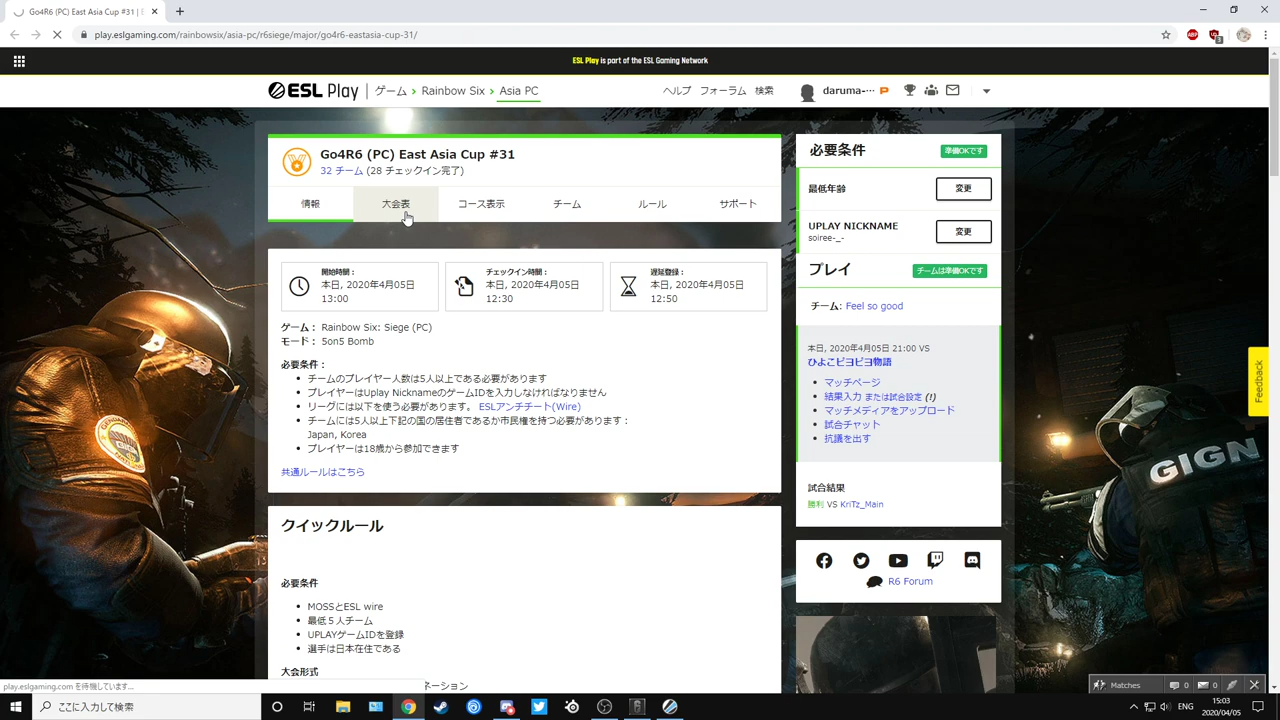 Go4R6 (PC) East Asia Cup #31 | E
play.eslgaming.com/rainbowsix/asia-pc/r6siege/major/go4r6-eastasia-cup-31/
ESL Play is part of the ESL Gaming Network
ESL Play ゲーム > Rainbow Six > Asia PC
ヘルプ フォーラム 検索 daruma-··· P
Go4R6 (PC) East Asia Cup #31
32 チーム (28 チェックイン完了)
情報 大会表 コース表示 チーム ルール サポート
開始時間：
本日, 2020年4月05日
13:00
チェックイン時間：
本日, 2020年4月05日
12:30
遅延登録：
本日, 2020年4月05日
12:50
ゲーム： Rainbow Six: Siege (PC)
モード： 5on5 Bomb
必要条件：
• チームのプレイヤー人数は5人以上である必要があります
• プレイヤーはUplay NicknameのゲームIDを入力しなければなりません
• リーグには以下を使う必要があります。 ESLアンチチート(Wire)
• チームには5人以上下記の国の居住者であるか市民権を持つ必要があります：
Japan, Korea
• プレイヤーは18歳から参加できます
共通ルールはこちら
クイックルール
必要条件
• MOSSとESL wire
• 最低５人チーム
• UPLAYゲームIDを登録
• 選手は日本在住である
大会形式
ネーション
必要条件 準備OKです
最低年齢 変更
UPLAY NICKNAME
soiree-_-
変更
プレイ チームは準備OKです
チーム: Feel so good
本日, 2020年4月05日 21:00 VS
ひよこピヨピヨ物語
• マッチページ
• 結果入力 または試合設定 (!)
• マッチメディアをアップロード
• 試合チャット
• 抗議を出す
試合結果
勝利 VS KriTz_Main
R6 Forum
Feedback
GIGN
play.eslgaming.com を待機しています...
Matches 0 0
ここに入力して検索
ENG
15:03
2020/04/05